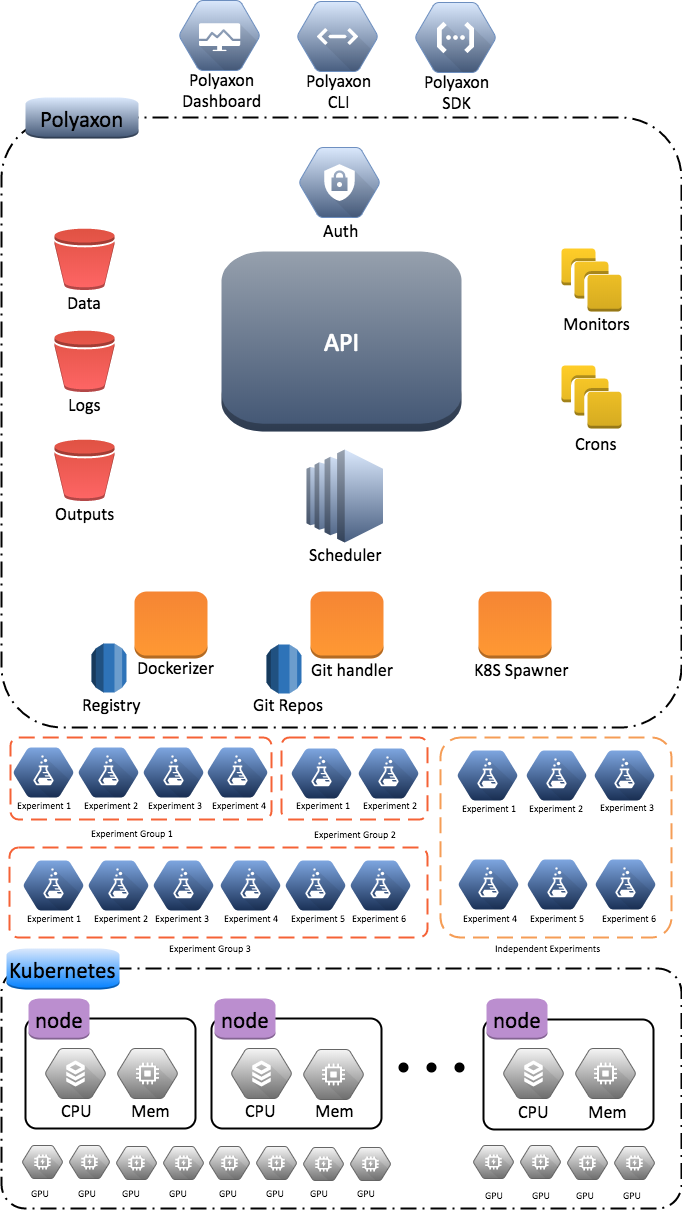 Polyaxon
Dashboard
Polyaxon
CLI
Polyaxon
SDK
Polyaxon
Auth
Data
API
Monitors
Logs
Crons
Outputs
Scheduler
Dockerizer
Git handler
K8S Spawner
Registry
Git Repos
Experiment 1
Experiment 2
Experiment 3
Experiment 4
Experiment Group 1
Experiment 1
Experiment 2
Experiment Group 2
Experiment 1
Experiment 2
Experiment 3
Experiment 4
Experiment 5
Experiment 6
Experiment Group 3
Experiment 1
Experiment 2
Experiment 3
Experiment 4
Experiment 5
Experiment 6
Independent Experiments
Kubernetes
node
CPU
Mem
node
CPU
Mem
node
CPU
Mem
GPU
GPU
GPU
GPU
GPU
GPU
GPU
GPU
GPU
GPU
GPU
GPU